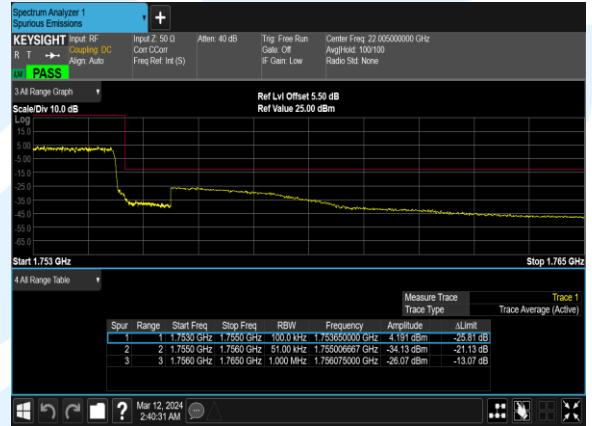 Spectrum Analyzer 1
Spurious Emissions
KEYSIGHT Input: RF Input Z: 50 Ω Atten: 40 dB Trig: Free Run Center Freq: 22.005000000 GHz
R T Coupling: DC Corr CCorr Gate: Off Avg|Hold: 100/100
Align: Auto Freq Ref: Int (S) IF Gain: Low Radio Std: None
PASS
3 All Range Graph
Ref Lvl Offset 5.50 dB
Scale/Div 10.0 dB Ref Value 25.00 dBm
Log
15.0
5.00
-5.00
-15.0
-25.0
-35.0
-45.0
-55.0
-65.0
Start 1.753 GHz Stop 1.765 GHz
4 All Range Table
Measure Trace Trace 1
Trace Type Trace Average (Active)
Spur Range Start Freq Stop Freq RBW Frequency Amplitude ΔLimit
1 1 1.7530 GHz 1.7550 GHz 100.0 kHz 1.753650000 GHz 4.191 dBm -25.81 dB
2 2 1.7550 GHz 1.7560 GHz 51.00 kHz 1.755006667 GHz -34.13 dBm -21.13 dB
3 3 1.7560 GHz 1.7650 GHz 1.000 MHz 1.756075000 GHz -26.07 dBm -13.07 dB
? Mar 12, 2024
2:40:31 AM